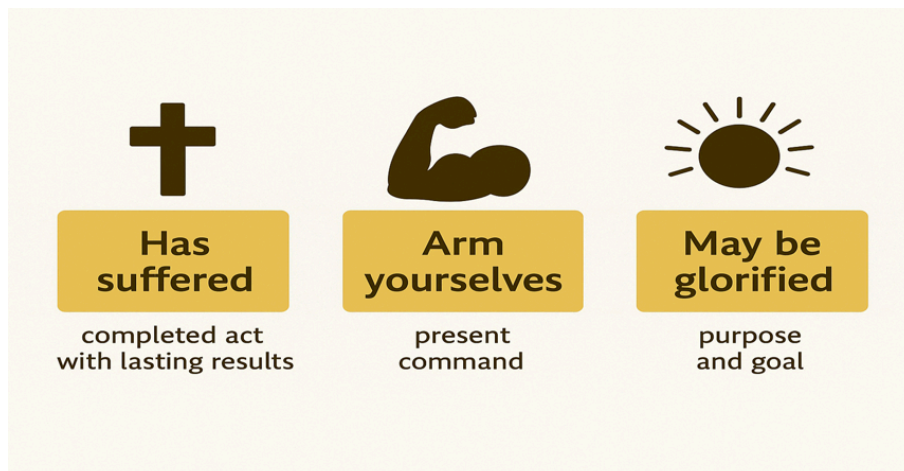 Has
suffered
completed act
with lasting results
Arm
yourselves
present
command
May be
glorified
purpose
and goal